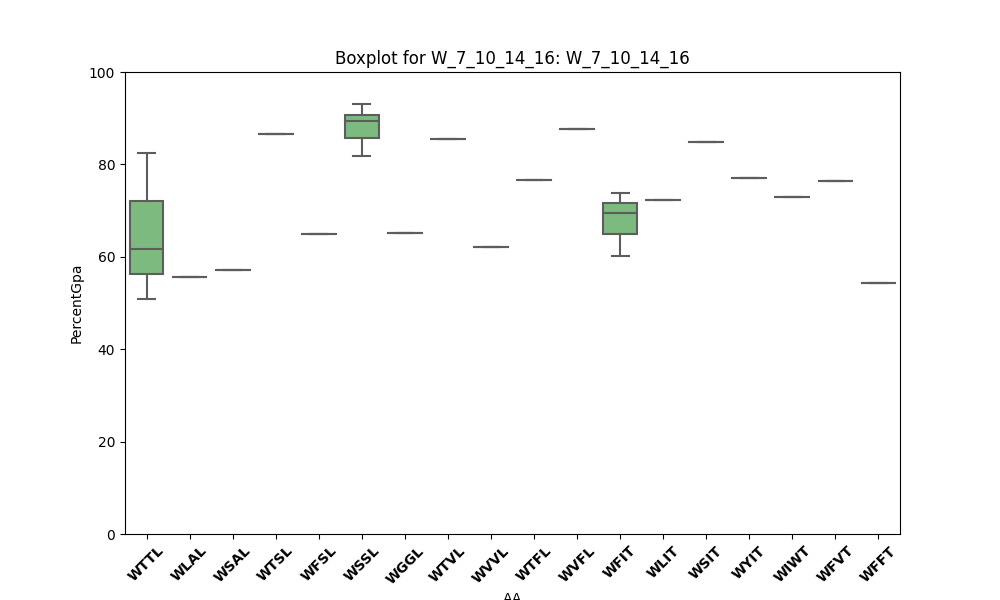 Boxplot for W_7_10_14_16: W_7_10_14_16
100
80
60
40
20
0
PercentGpa
WTTL WLAL WSAL WTSL WFSL WSSL WGGL WTVL WVVL WTFL WVFL WFIT WLIT WSIT WYIT WIWT WFVT WFFT
AA